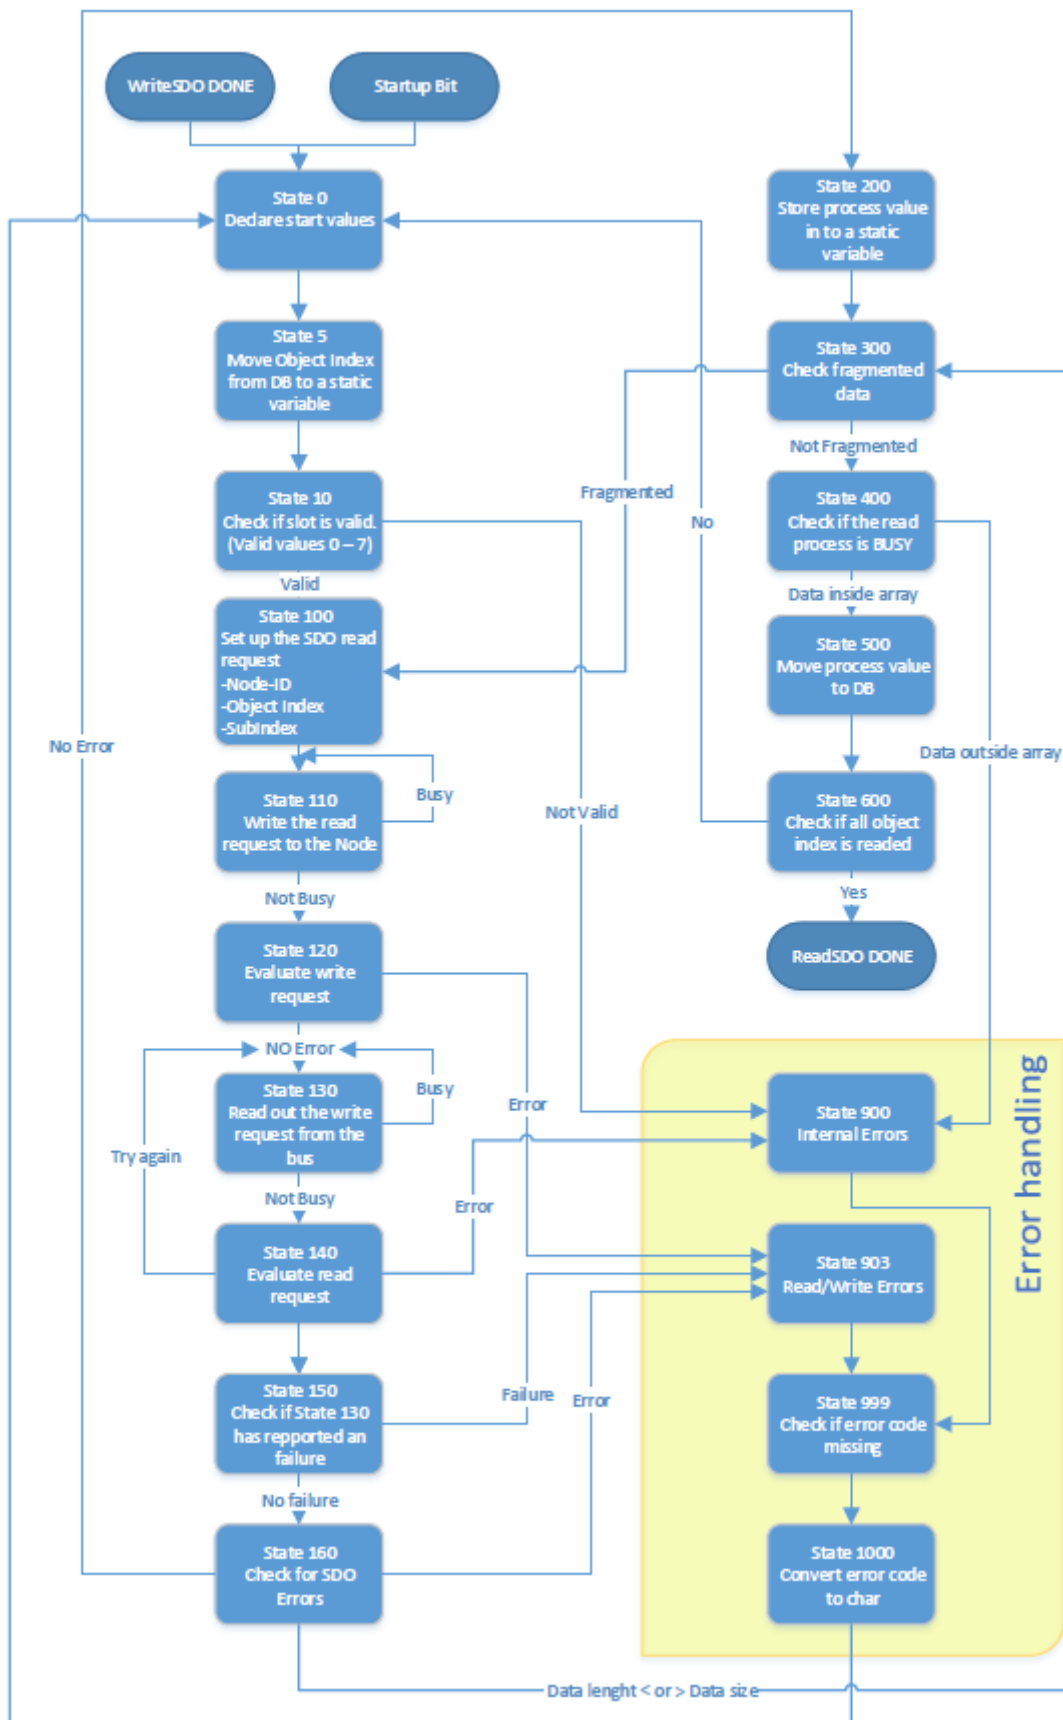 WriteSDO DONE
Startup Bit
State 0
Declare start values
State 5
Move Object Index
from DB to a static
variable
State 10
Check if slot is valid.
(Valid values 0 – 7)
Valid
State 100
Set up the SDO read
request
-Node-ID
-Object Index
-SubIndex
Busy
State 110
Write the read
request to the Node
Not Busy
State 120
Evaluate write
request
NO Error
Busy
State 130
Read out the write
request from the
bus
Try again
Not Busy
State 140
Evaluate read
request
State 150
Check if State 130
has repported an
failure
No failure
State 160
Check for SDO
Errors
No Error
Fragmented
No
Not Valid
Error
Error
Failure
Error
State 200
Store process value
in to a static
variable
State 300
Check fragmented
data
Not Fragmented
State 400
Check if the read
process is BUSY
Data inside array
State 500
Move process value
to DB
Data outside array
State 600
Check if all object
index is readed
Yes
ReadSDO DONE
Error handling
State 900
Internal Errors
State 903
Read/Write Errors
State 999
Check if error code
missing
State 1000
Convert error code
to char
Data lenght < or > Data size